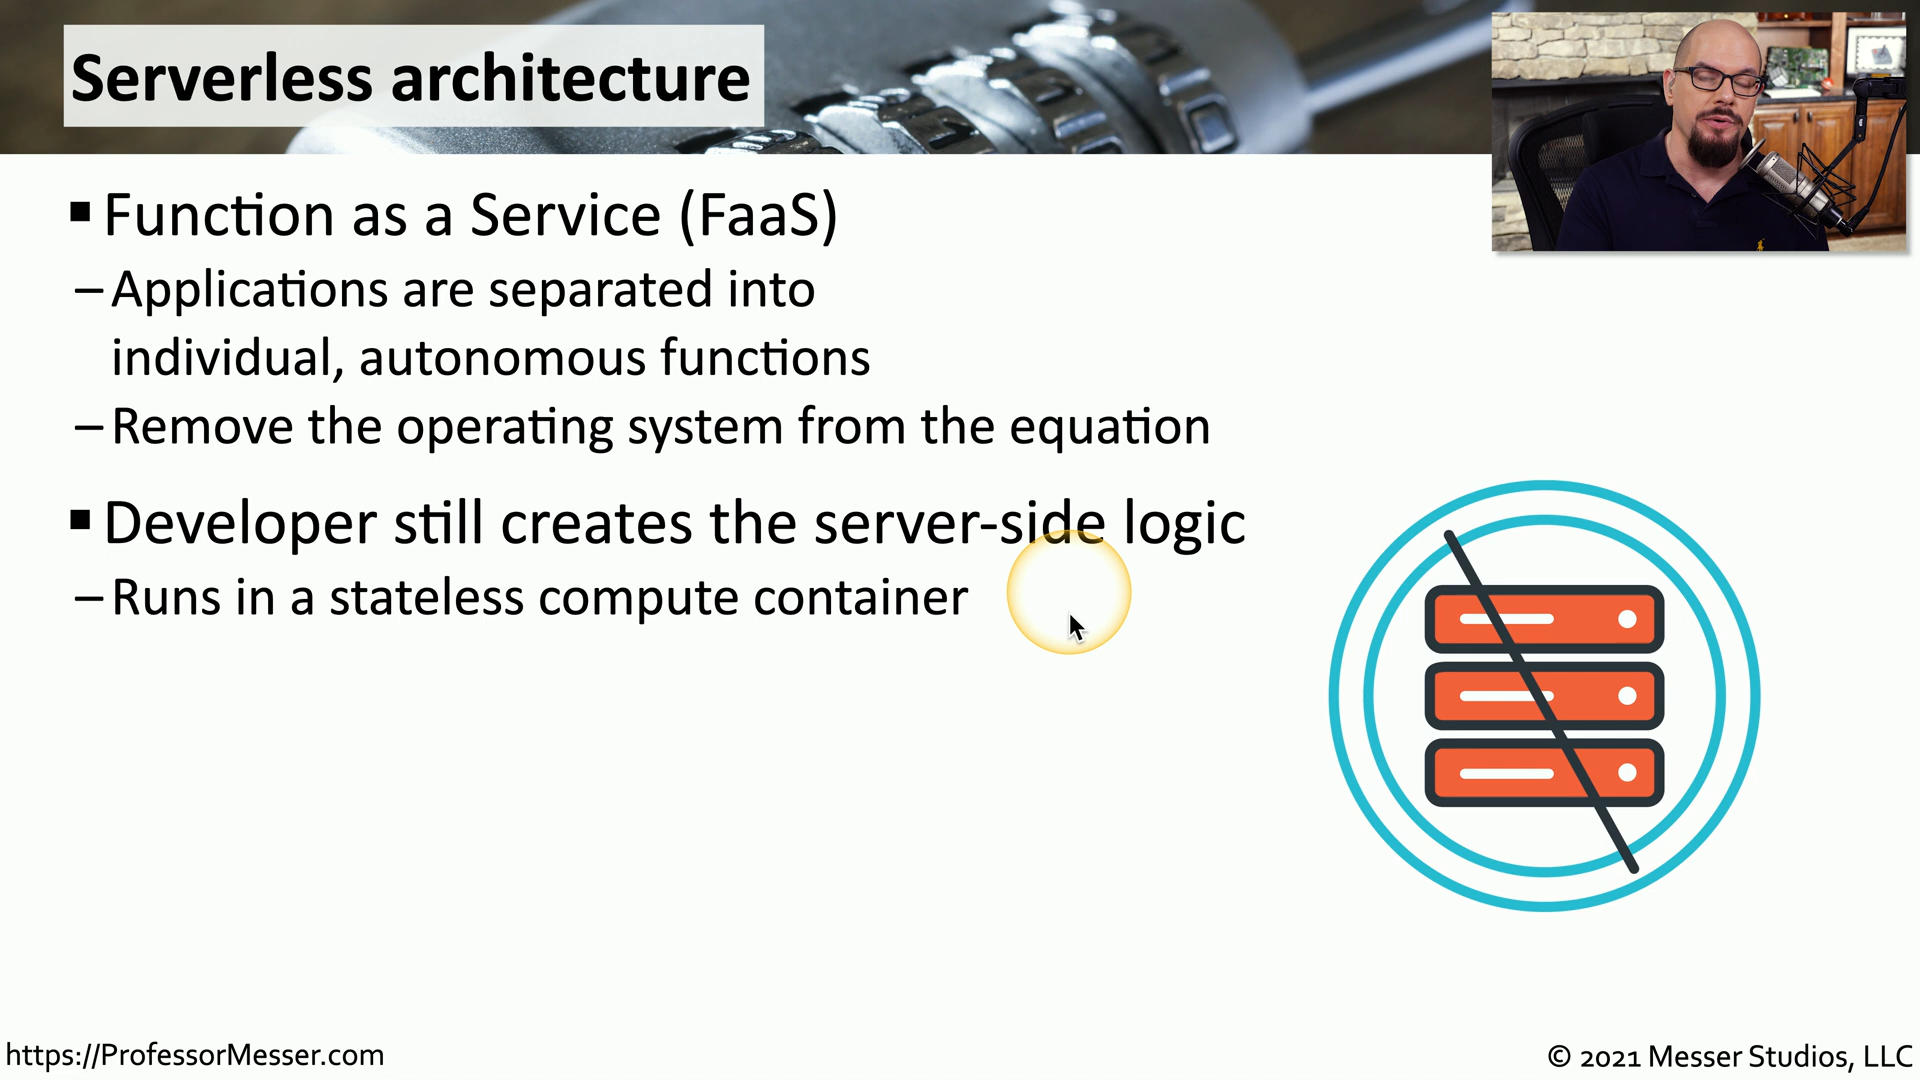 Serverless architecture
▪ Function as a Service (FaaS)
– Applications are separated into
individual, autonomous functions
– Remove the operating system from the equation
▪ Developer still creates the server-side logic
– Runs in a stateless compute container
https://ProfessorMesser.com
© 2021 Messer Studios, LLC